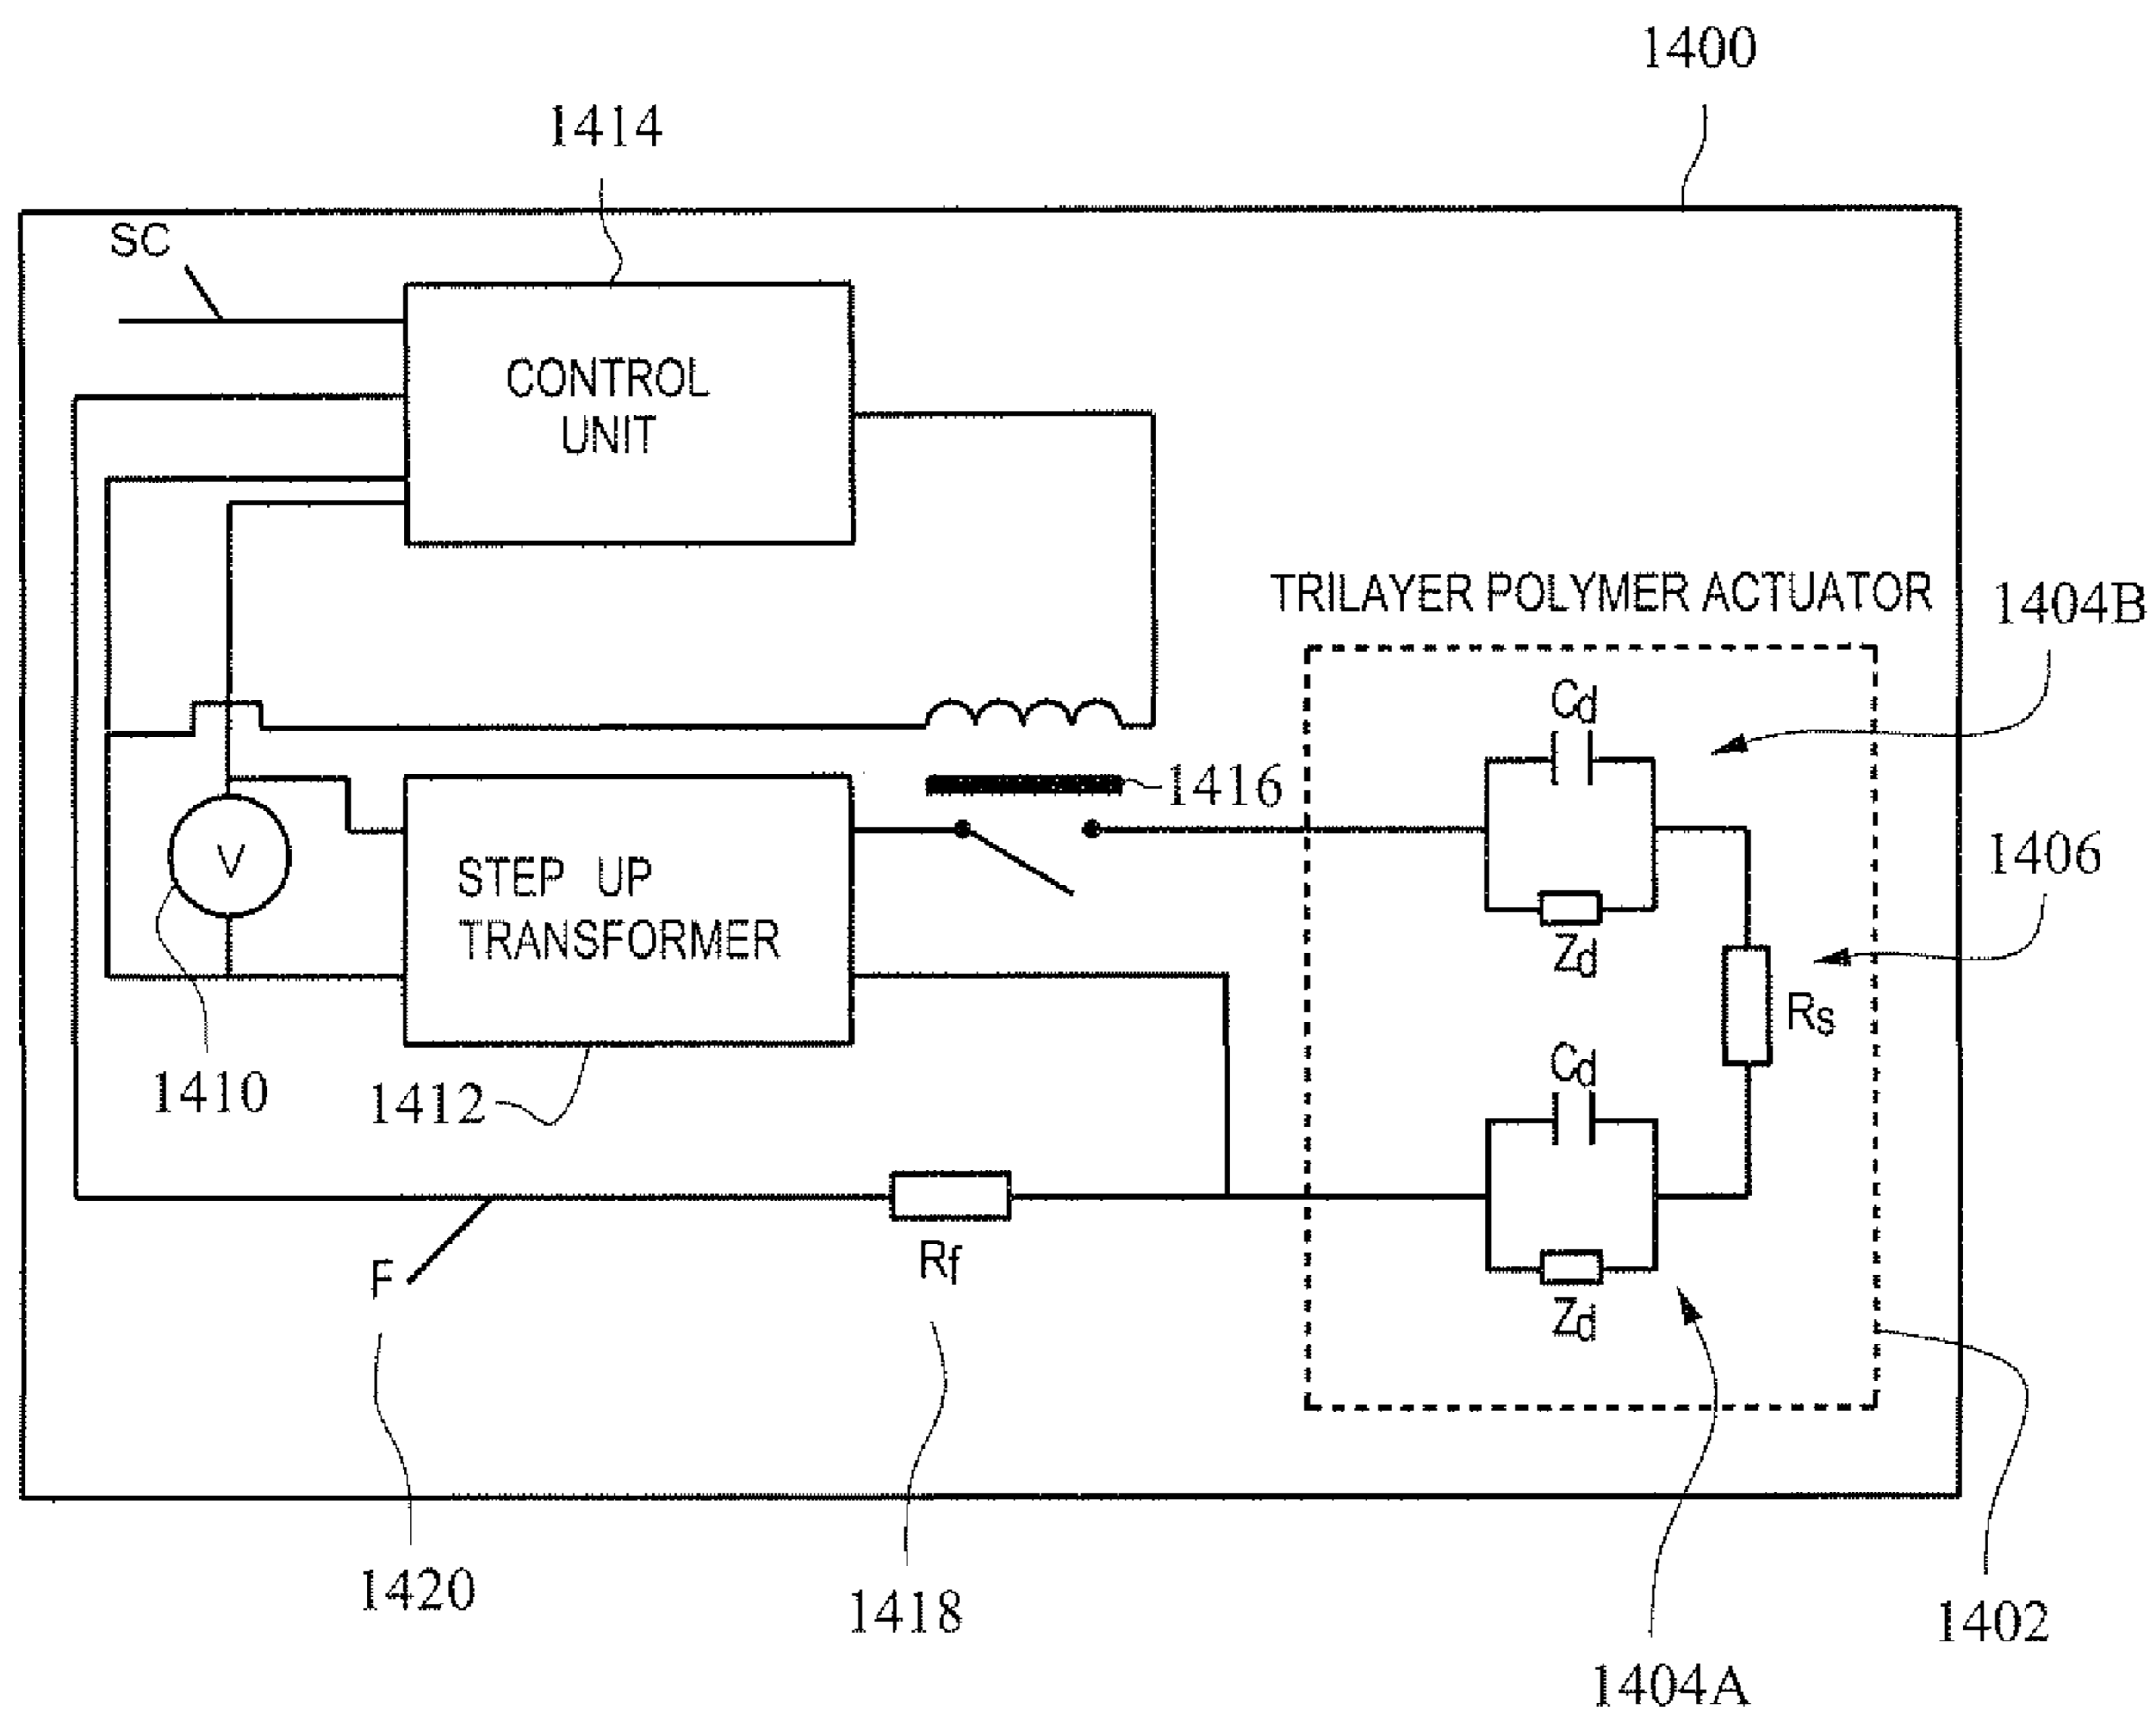 1400
1414
SC
CONTROL
UNIT
TRILAYER POLYMER ACTUATOR
1404B
Cd
1416
V
STEP UP
TRANSFORMER
1406
Zd
Rs
Cd
1410
1412
F
Rf
Zd
1420
1418
1402
1404A